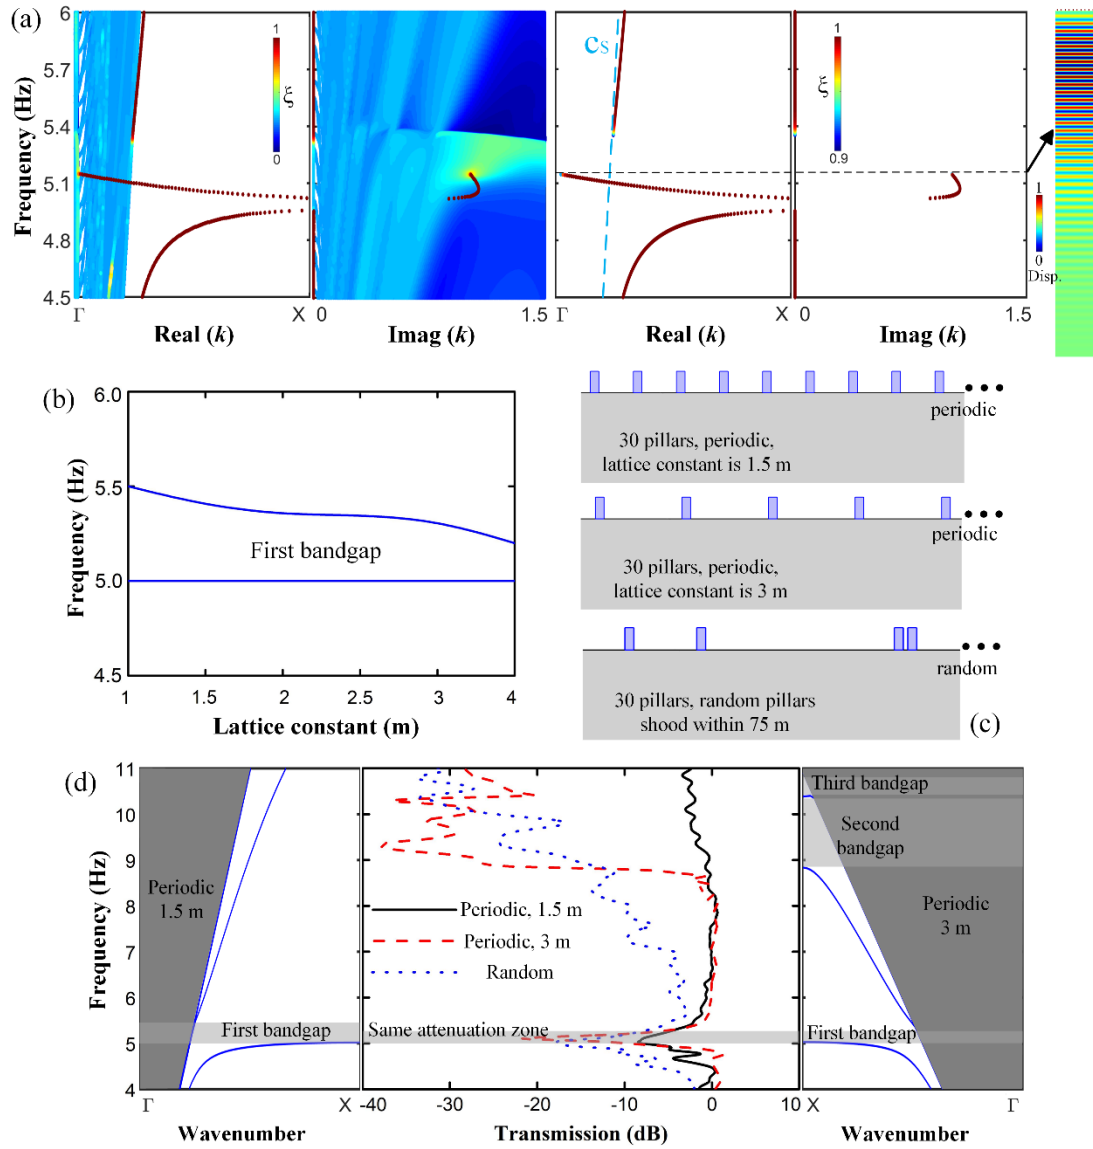 (a)
Frequency (Hz)
6
5.7
5.4
5.1
4.8
4.5
1
ξ
0
Γ
Real (k)
X
0
Imag (k)
1.5
c_S
1
ξ
0.9
Γ
Real (k)
X
0
Imag (k)
1.5
1
0
Disp.
(b)
Frequency (Hz)
6.0
5.5
5.0
4.5
First bandgap
1
1.5
2
2.5
3
3.5
4
Lattice constant (m)
periodic
30 pillars, periodic,
lattice constant is 1.5 m
periodic
30 pillars, periodic,
lattice constant is 3 m
random
30 pillars, random pillars
shood within 75 m
(c)
(d)
Frequency (Hz)
11
10
9
8
7
6
5
4
Periodic
1.5 m
First bandgap
Γ
X
Wavenumber
Periodic, 1.5 m
Periodic, 3 m
Random
Same attenuation zone
-40
-30
-20
-10
0
10
Transmission (dB)
Third bandgap
Second
bandgap
Periodic
3 m
First bandgap
X
Γ
Wavenumber